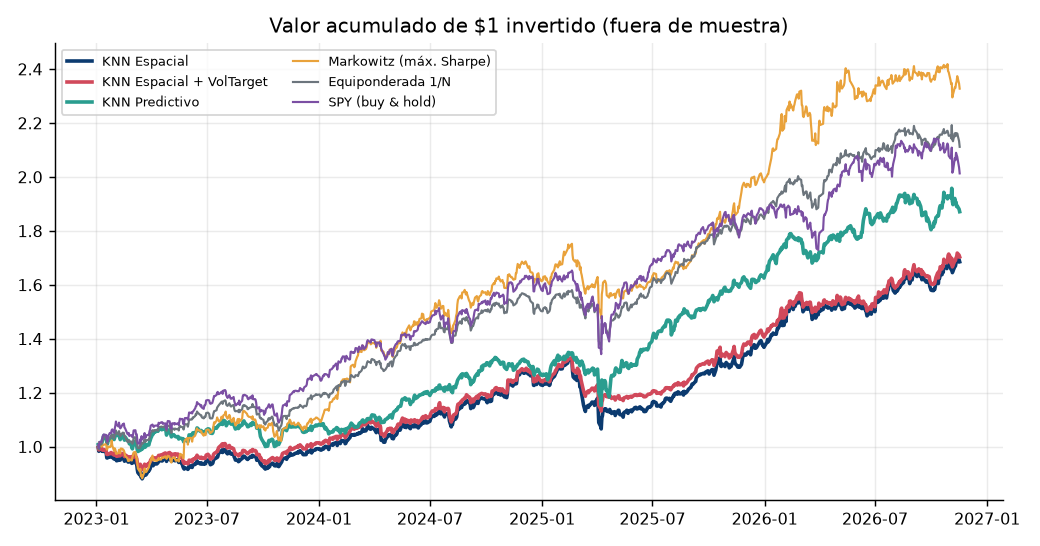 Valor acumulado de $1 invertido (fuera de muestra)
KNN Espacial
KNN Espacial + VolTarget
KNN Predictivo
Markowitz (máx. Sharpe)
Equiponderada 1/N
SPY (buy & hold)
2.4
2.2
2.0
1.8
1.6
1.4
1.2
1.0
2023-01 2023-07 2024-01 2024-07 2025-01 2025-07 2026-01 2026-07 2027-01